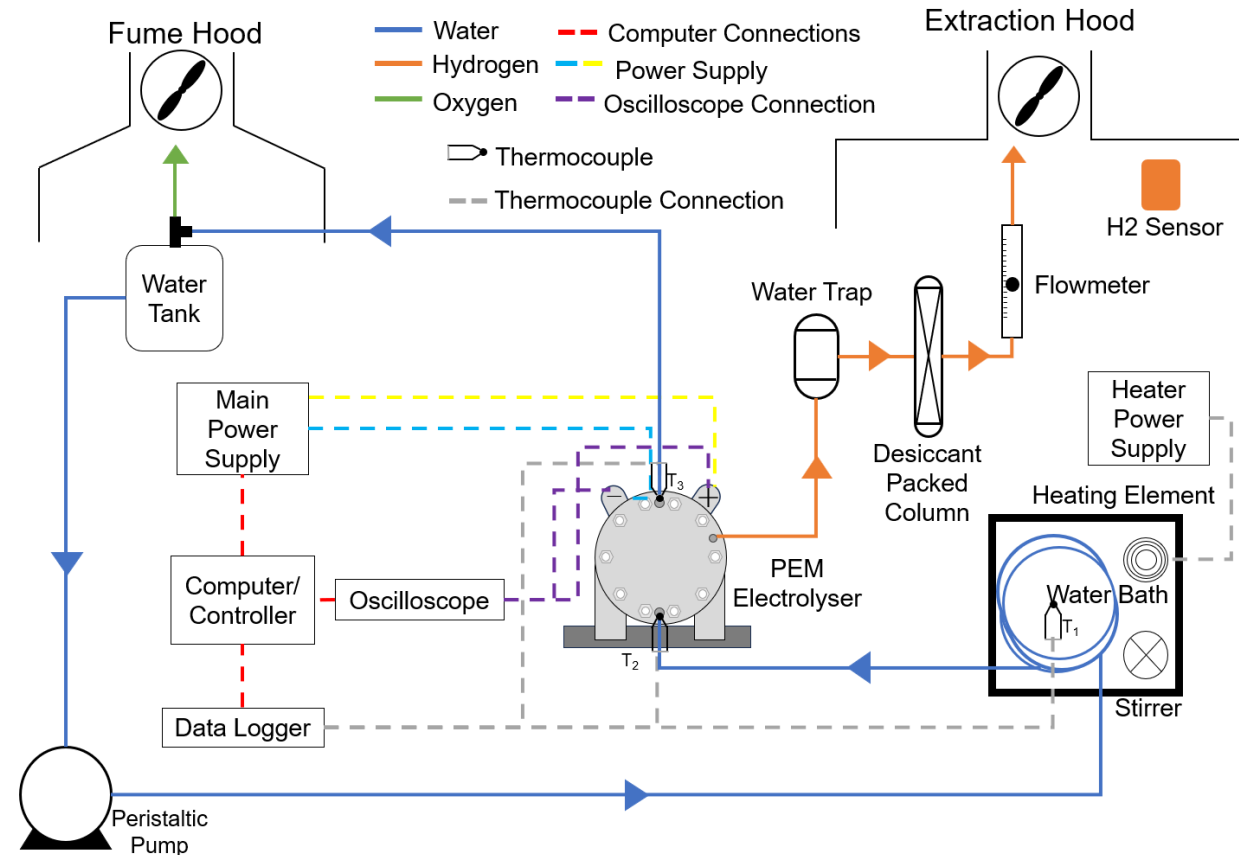 Fume Hood
Extraction Hood
Water
Hydrogen
Oxygen
Computer Connections
Power Supply
Oscilloscope Connection
Thermocouple
Thermocouple Connection
H2 Sensor
Water
Tank
Water Trap
Flowmeter
Main
Power
Supply
Heater
Power
Supply
Desiccant
Packed
Column
T3
−
+
Heating Element
Computer/
Controller
Oscilloscope
PEM
Electrolyser
Water Bath
T1
T2
Stirrer
Data Logger
Peristaltic
Pump